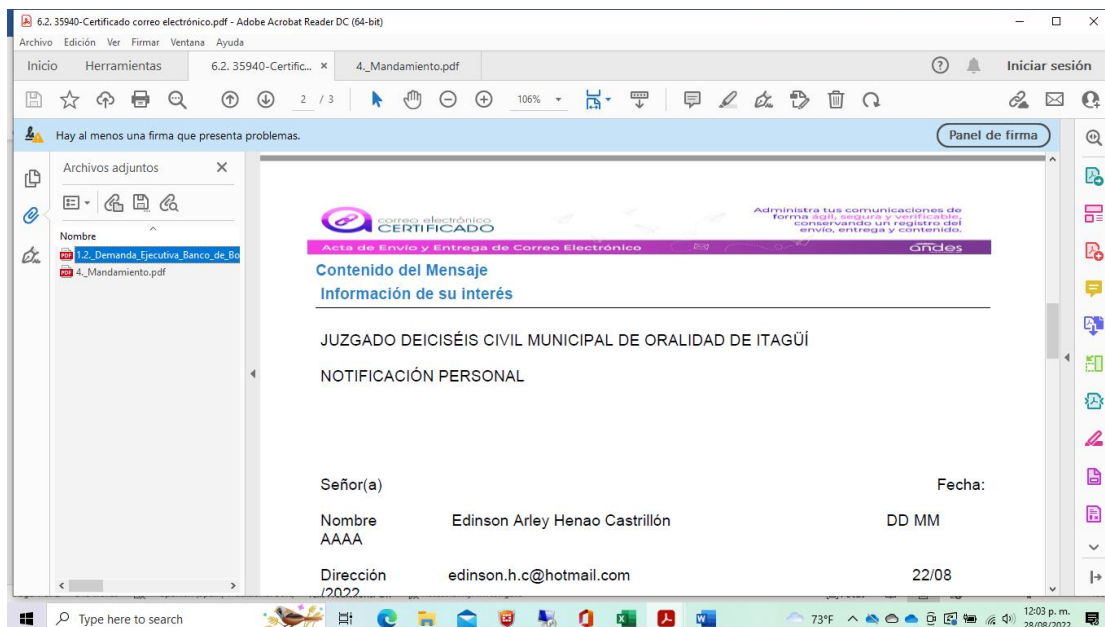 6.2. 35940-Certificado correo electrónico.pdf - Adobe Acrobat Reader DC (64-bit)
Archivo Edición Ver Firmar Ventana Ayuda
Inicio Herramientas 6.2. 35940-Certific... × 4._Mandamiento.pdf Iniciar sesión
2 / 3 106%
Hay al menos una firma que presenta problemas. Panel de firma
Archivos adjuntos
Nombre
1.2._Demanda_Ejecutiva_Banco_de_Bo
4._Mandamiento.pdf
correo electrónico
CERTIFICADO
Administra tus comunicaciones de
forma ágil, segura y verificable,
conservando un registro del
envío, entrega y contenido.
Acta de Envío y Entrega de Correo Electrónico andes
Contenido del Mensaje
Información de su interés
JUZGADO DEICISÉIS CIVIL MUNICIPAL DE ORALIDAD DE ITAGÜÍ
NOTIFICACIÓN PERSONAL
Señor(a) Fecha:
Nombre Edinson Arley Henao Castrillón DD MM
AAAA
Dirección edinson.h.c@hotmail.com 22/08
/2022
Type here to search 73°F 12:03 p. m.
28/08/2022